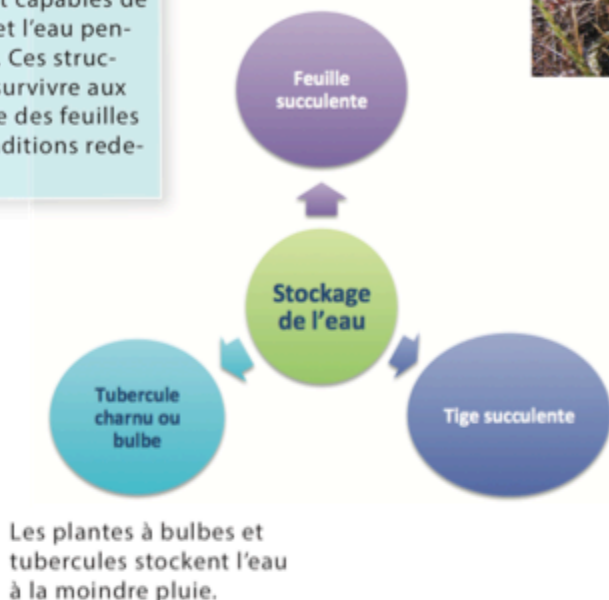 t capables de
et l'eau pen-
. Ces struc-
survivre aux
e des feuilles
ditions rede-
Feuille
succulente
Stockage
de l'eau
Tubercule
charnu ou
bulbe
Tige succulente
Les plantes à bulbes et
tubercules stockent l'eau
à la moindre pluie.